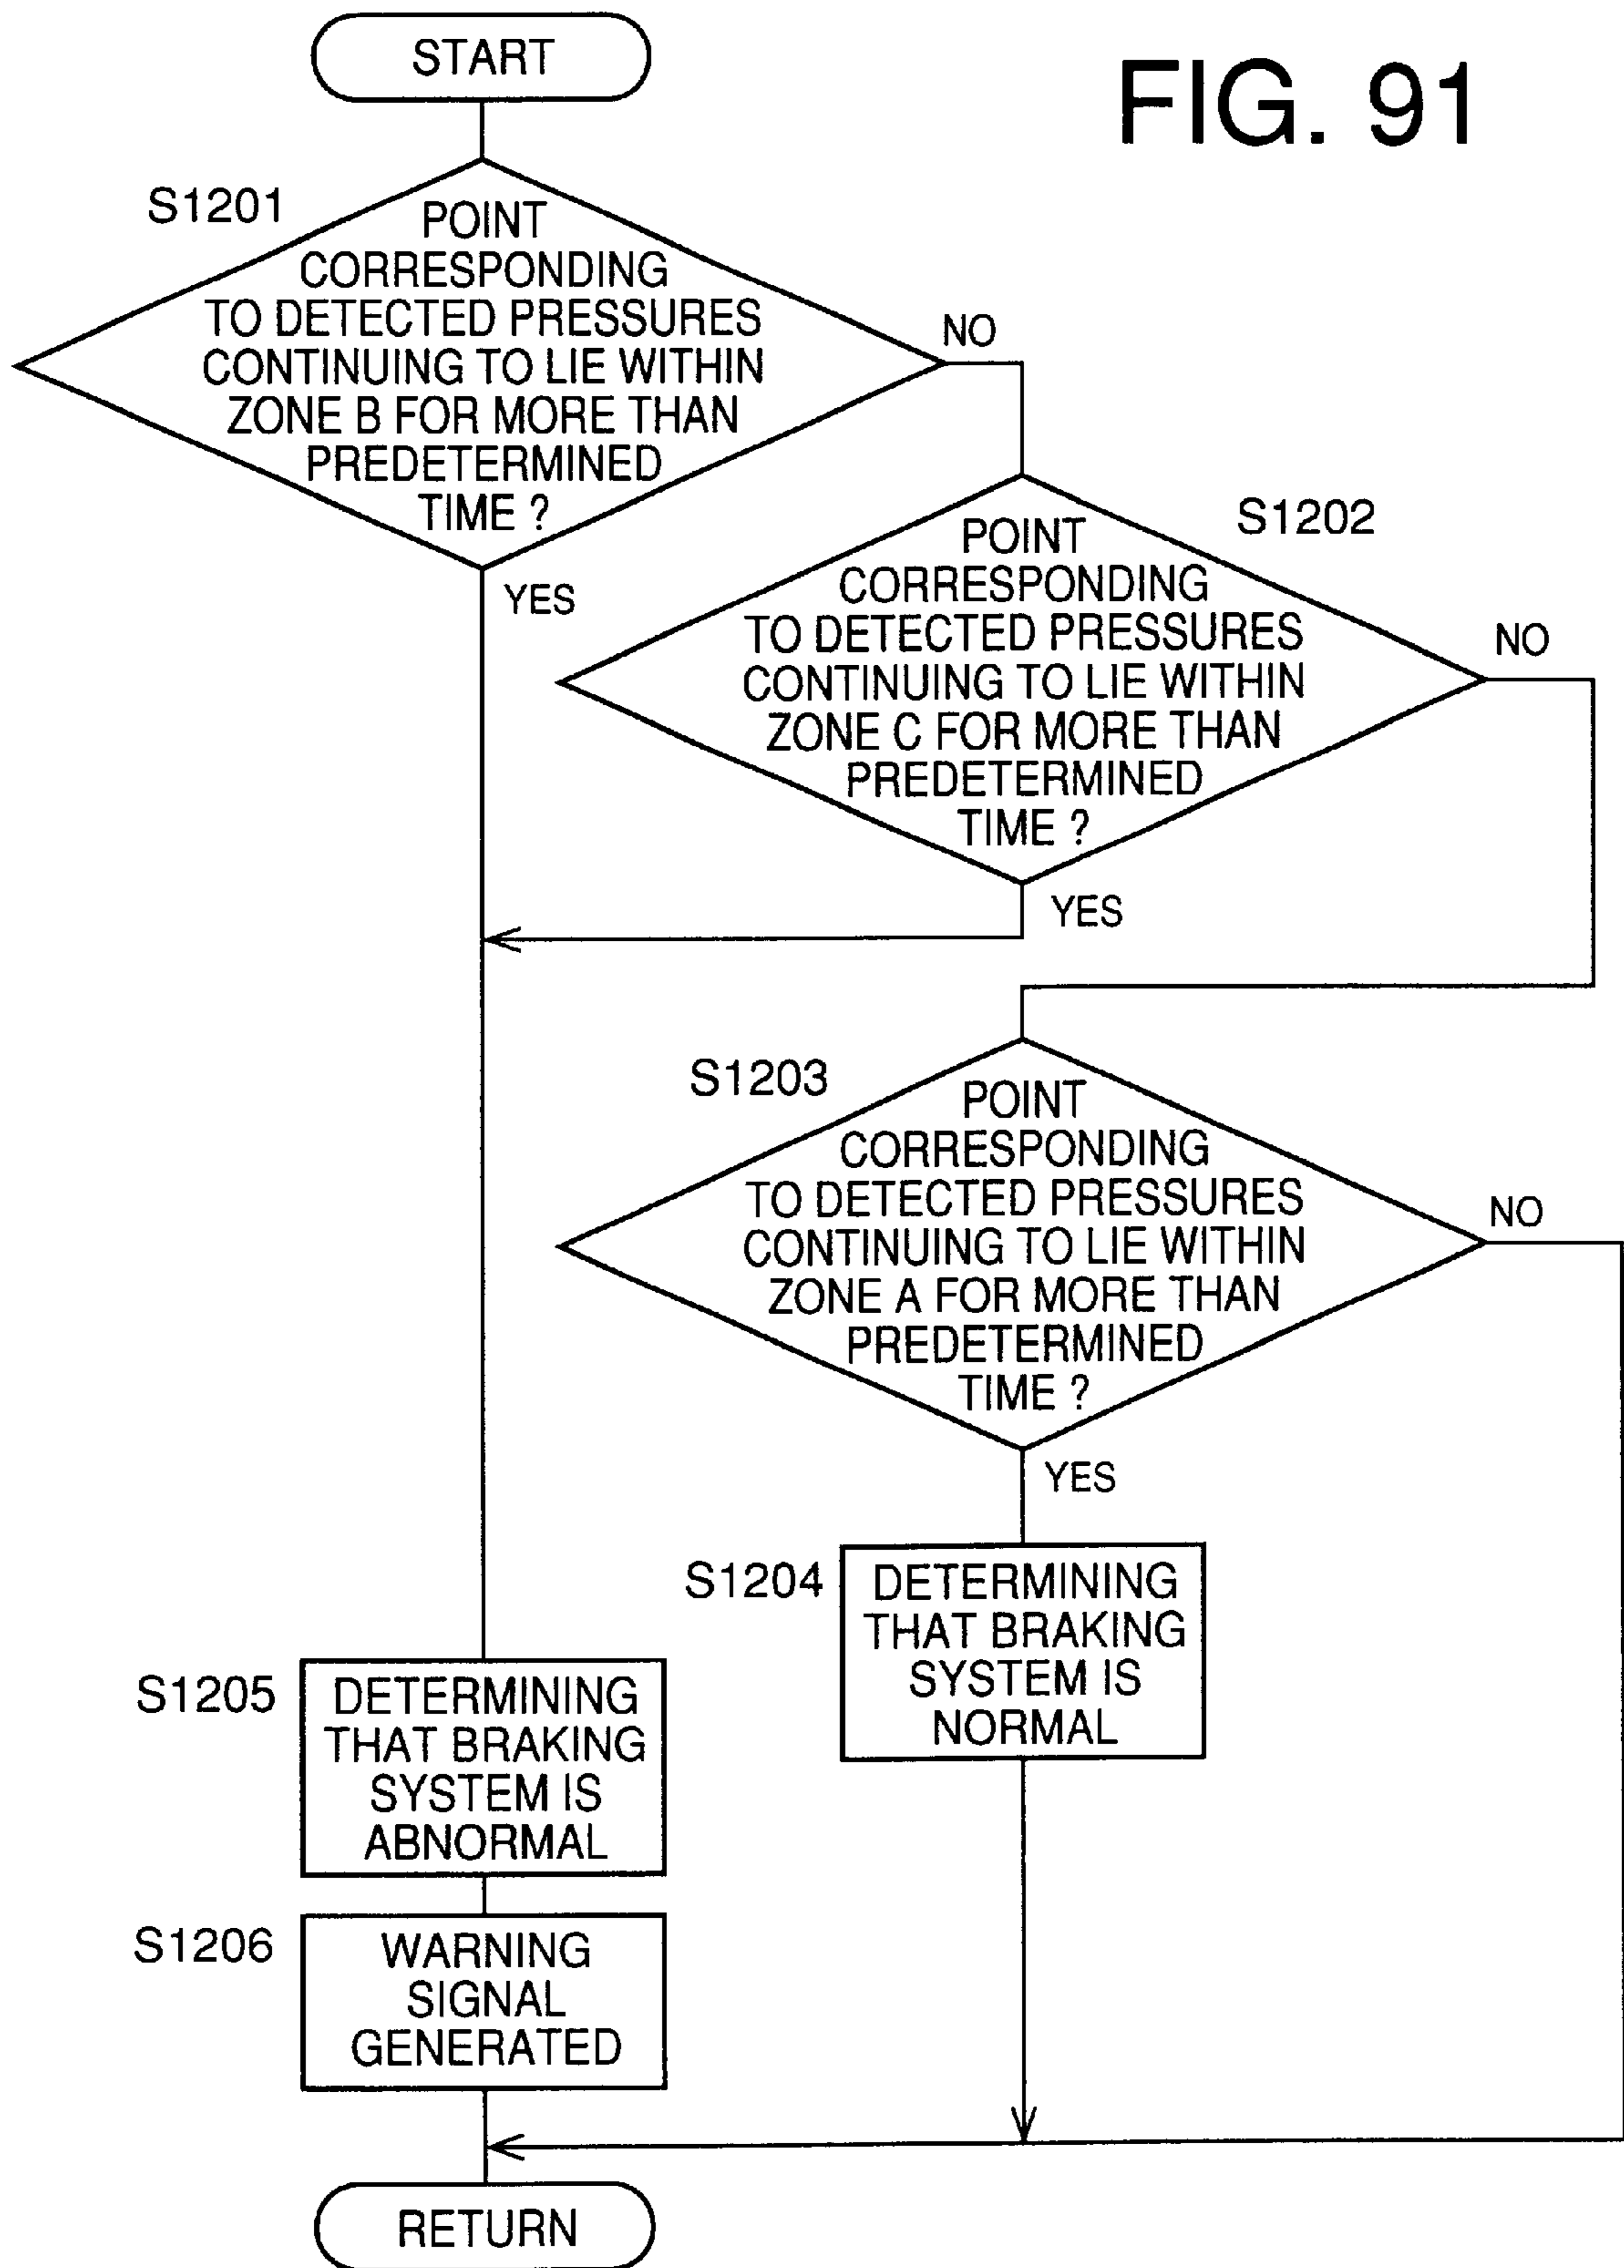 START
FIG. 91
S1201
POINT
CORRESPONDING
TO DETECTED PRESSURES
CONTINUING TO LIE WITHIN
ZONE B FOR MORE THAN
PREDETERMINED
TIME ?
NO
YES
S1202
POINT
CORRESPONDING
TO DETECTED PRESSURES
CONTINUING TO LIE WITHIN
ZONE C FOR MORE THAN
PREDETERMINED
TIME ?
NO
YES
S1203
POINT
CORRESPONDING
TO DETECTED PRESSURES
CONTINUING TO LIE WITHIN
ZONE A FOR MORE THAN
PREDETERMINED
TIME ?
NO
YES
S1204
DETERMINING
THAT BRAKING
SYSTEM IS
NORMAL
S1205
DETERMINING
THAT BRAKING
SYSTEM IS
ABNORMAL
S1206
WARNING
SIGNAL
GENERATED
RETURN